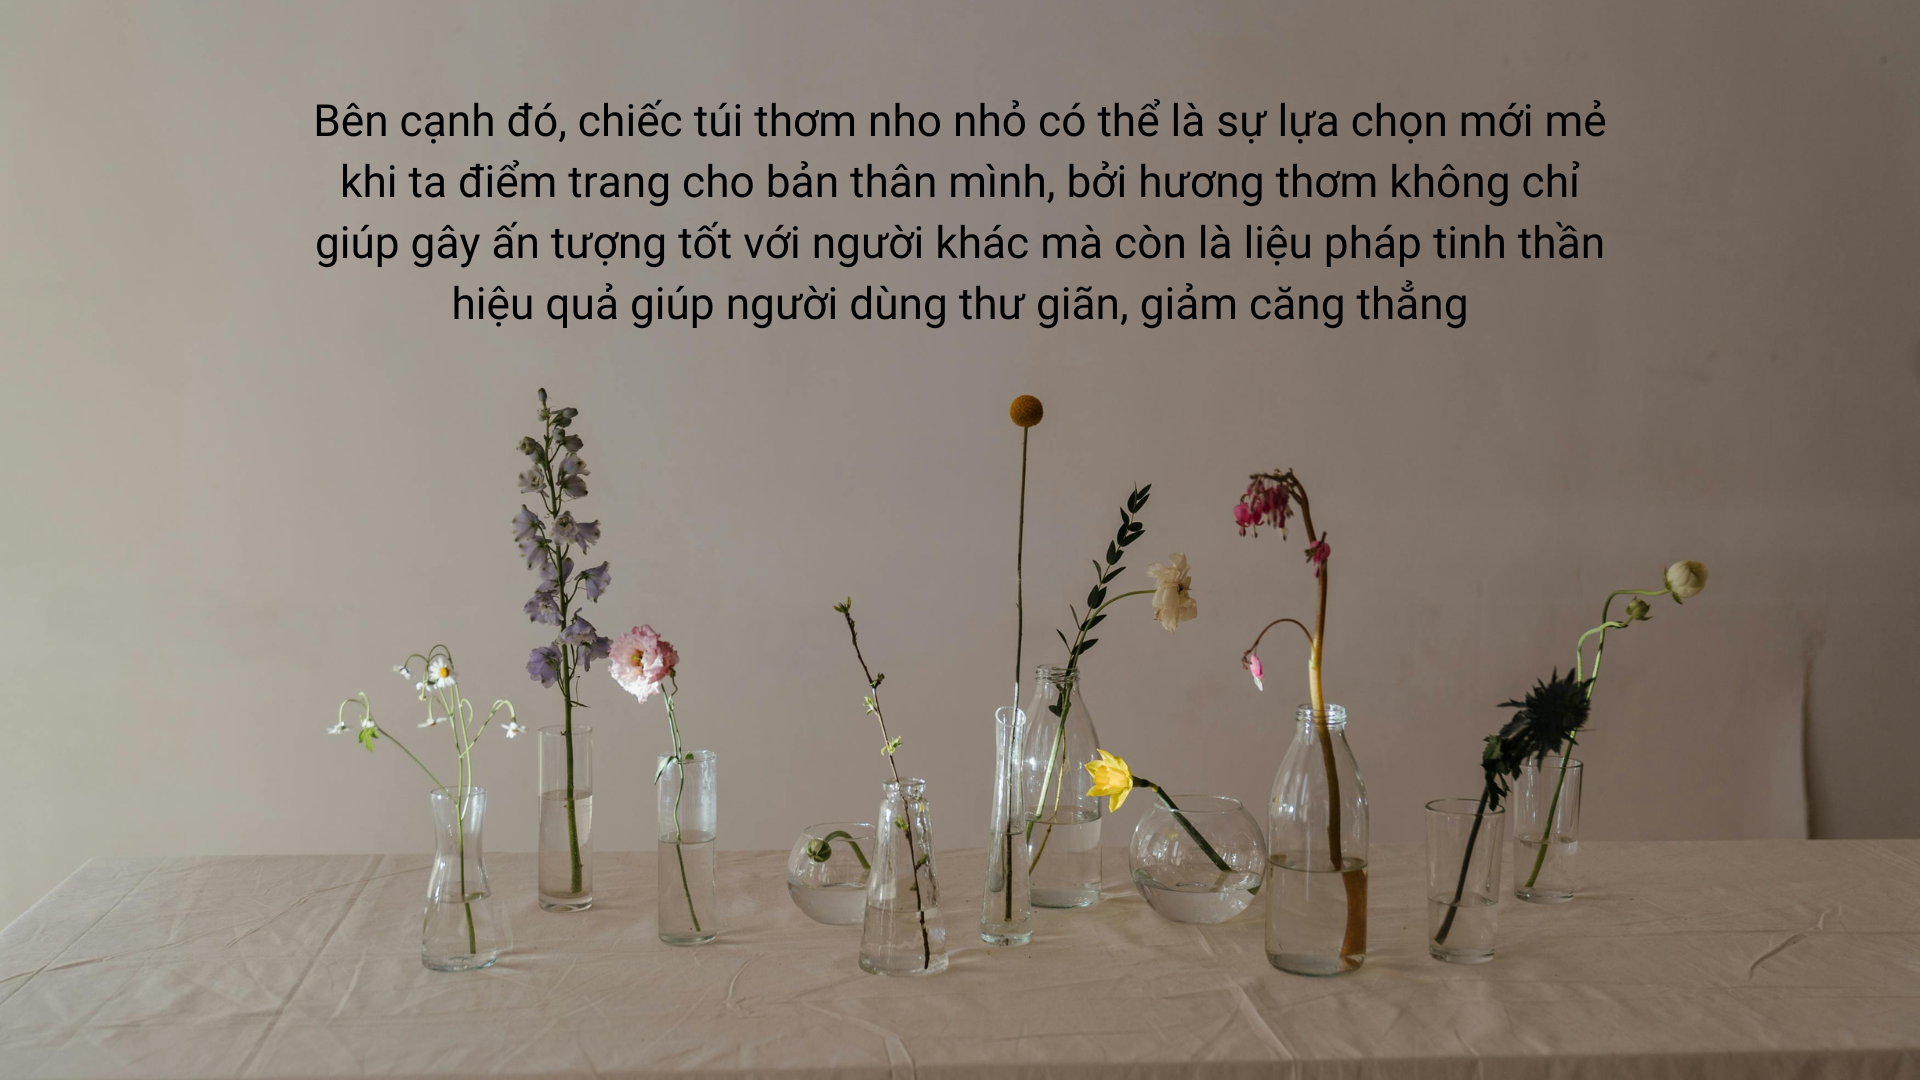 Bên cạnh đó, chiếc túi thơm nho nhỏ có thể là sự lựa chọn mới mẻ
khi ta điểm trang cho bản thân mình, bởi hương thơm không chỉ
giúp gây ấn tượng tốt với người khác mà còn là liệu pháp tinh thần
hiệu quả giúp người dùng thư giãn, giảm căng thẳng